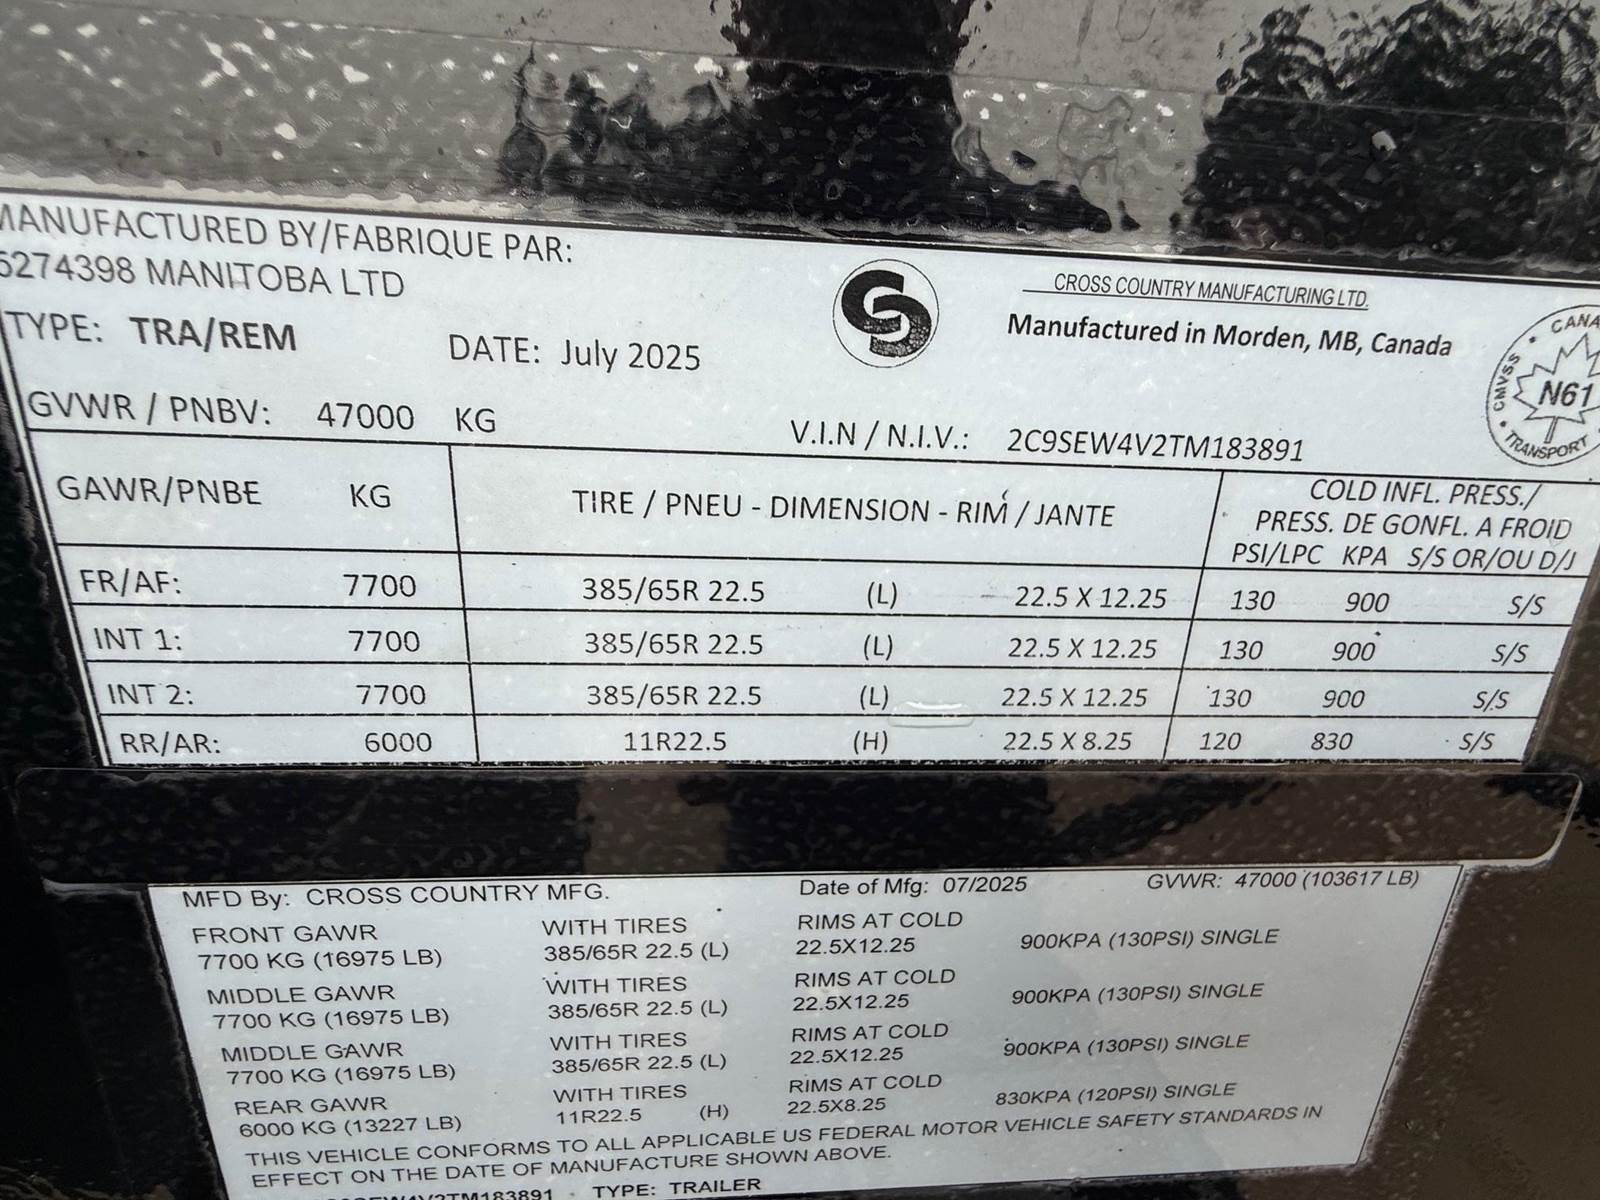 MANUFACTURED BY/FABRIQUE PAR:
5274398 MANITOBA LTD
CROSS COUNTRY MANUFACTURING LTD.
Manufactured in Morden, MB, Canada
TYPE: TRA/REM DATE: July 2025
CMVSS TRANSPORT
N61
GVWR / PNBV: 47000 KG V.I.N / N.I.V.: 2C9SEW4V2TM183891
GAWR/PNBE KG TIRE / PNEU - DIMENSION - RIM / JANTE COLD INFL. PRESS./
PRESS. DE GONFL. A FROID
PSI/LPC KPA S/S OR/OU D/J
FR/AF: 7700 385/65R 22.5 (L) 22.5 X 12.25 130 900 S/S
INT 1: 7700 385/65R 22.5 (L) 22.5 X 12.25 130 900 S/S
INT 2: 7700 385/65R 22.5 (L) 22.5 X 12.25 130 900 S/S
RR/AR: 6000 11R22.5 (H) 22.5 X 8.25 120 830 S/S
MFD By: CROSS COUNTRY MFG. Date of Mfg: 07/2025 GVWR: 47000 (103617 LB)
FRONT GAWR WITH TIRES RIMS AT COLD
7700 KG (16975 LB) 385/65R 22.5 (L) 22.5X12.25 900KPA (130PSI) SINGLE
MIDDLE GAWR WITH TIRES RIMS AT COLD
7700 KG (16975 LB) 385/65R 22.5 (L) 22.5X12.25 900KPA (130PSI) SINGLE
MIDDLE GAWR WITH TIRES RIMS AT COLD
7700 KG (16975 LB) 385/65R 22.5 (L) 22.5X12.25 900KPA (130PSI) SINGLE
REAR GAWR WITH TIRES RIMS AT COLD
6000 KG (13227 LB) 11R22.5 (H) 22.5X8.25 830KPA (120PSI) SINGLE
THIS VEHICLE CONFORMS TO ALL APPLICABLE US FEDERAL MOTOR VEHICLE SAFETY STANDARDS IN
EFFECT ON THE DATE OF MANUFACTURE SHOWN ABOVE.
TYPE: TRAILER